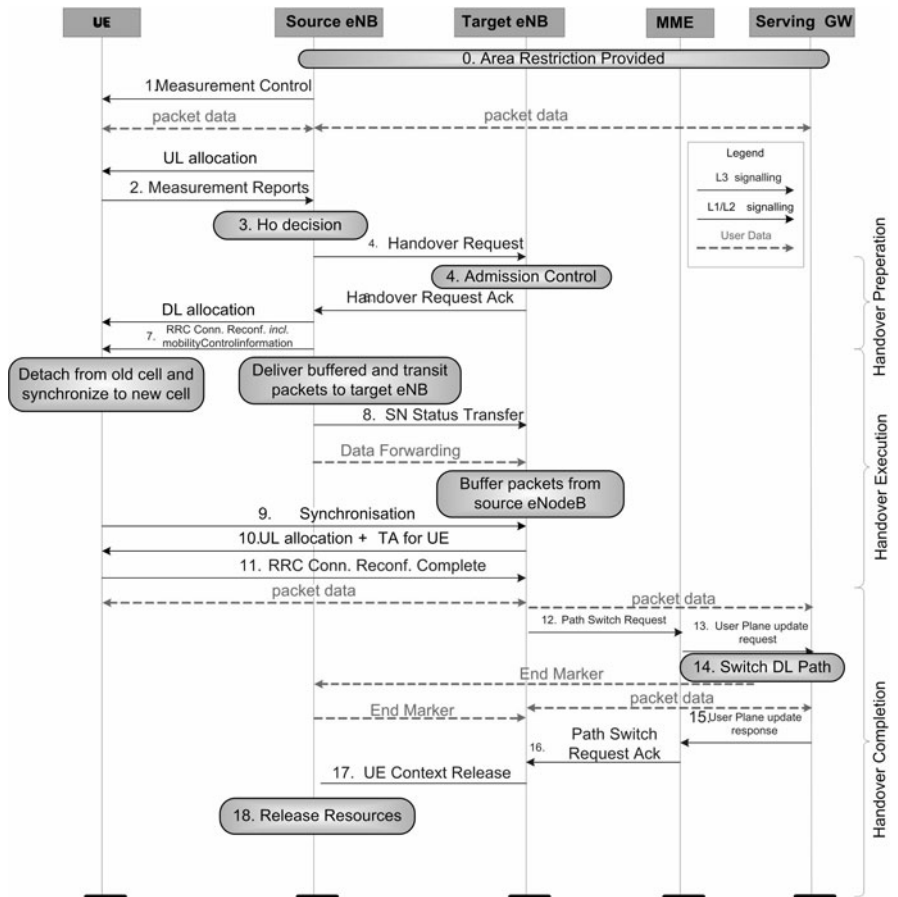 UE
Source eNB
Target eNB
MME
Serving GW
0. Area Restriction Provided
1.Measurement Control
packet data
packet data
UL allocation
2. Measurement Reports
Legend
L3 signalling
L1/L2 signalling
User Data
3. Ho decision
4. Handover Request
4. Admission Control
Handover Request Ack
DL allocation
7. RRC Conn. Reconf. incl.
mobilityControlinformation
Handover Preperation
Detach from old cell and
synchronize to new cell
Deliver buffered and transit
packets to target eNB
8. SN Status Transfer
Data Forwarding
Buffer packets from
source eNodeB
9. Synchronisation
10.UL allocation + TA for UE
11. RRC Conn. Reconf. Complete
Handover Execution
packet data
packet data
12. Path Switch Request
13. User Plane update
request
14. Switch DL Path
End Marker
packet data
End Marker
15.User Plane update
response
16. Path Switch
Request Ack
17. UE Context Release
18. Release Resources
Handover Completion